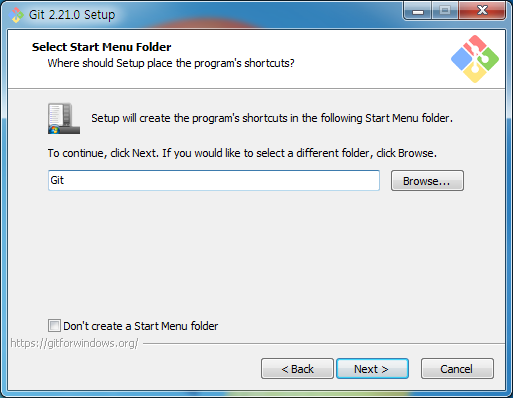 Git 2.21.0 Setup
Select Start Menu Folder
Where should Setup place the program's shortcuts?
Setup will create the program's shortcuts in the following Start Menu folder.
To continue, click Next. If you would like to select a different folder, click Browse.
Git
Browse...
Don't create a Start Menu folder
https://gitforwindows.org/
< Back
Next >
Cancel